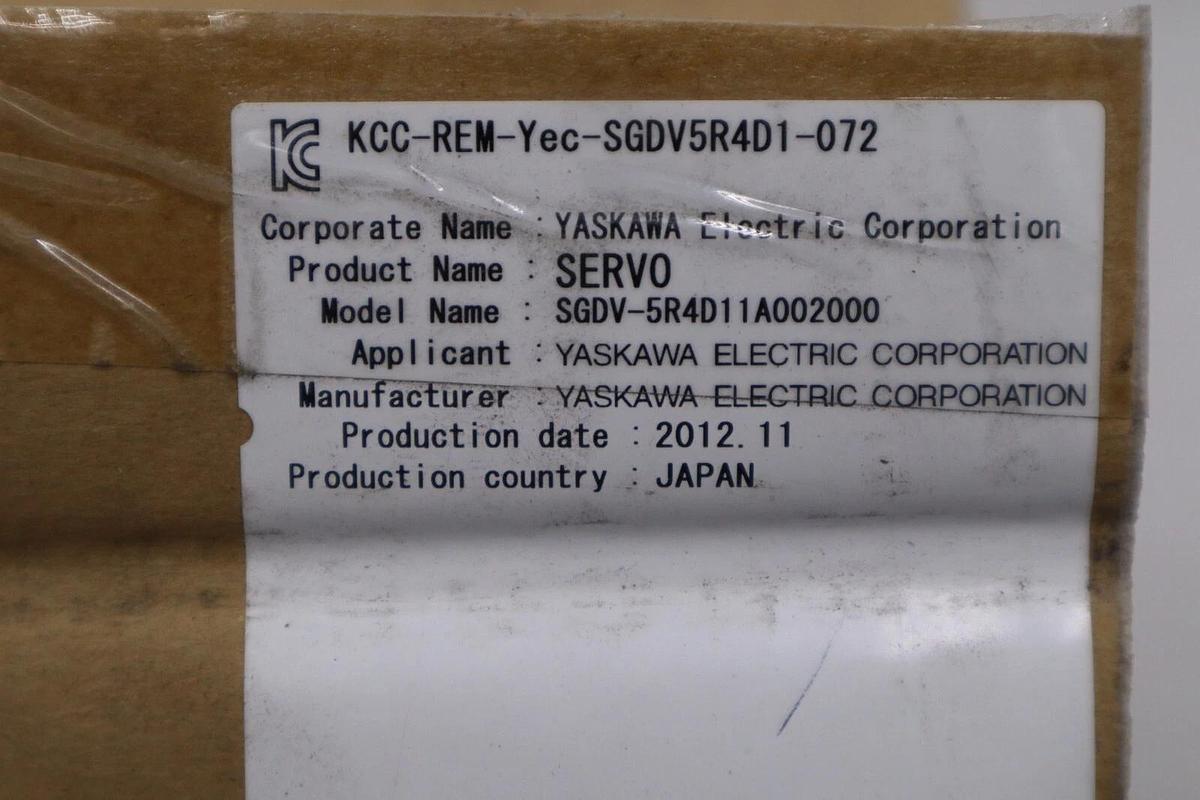 KC KCC-REM-Yec-SGDV5R4D1-072
Corporate Name : YASKAWA Electric Corporation
Product Name : SERVO
Model Name : SGDV-5R4D11A002000
Applicant : YASKAWA ELECTRIC CORPORATION
Manufacturer : YASKAWA ELECTRIC CORPORATION
Production date : 2012.11
Production country : JAPAN